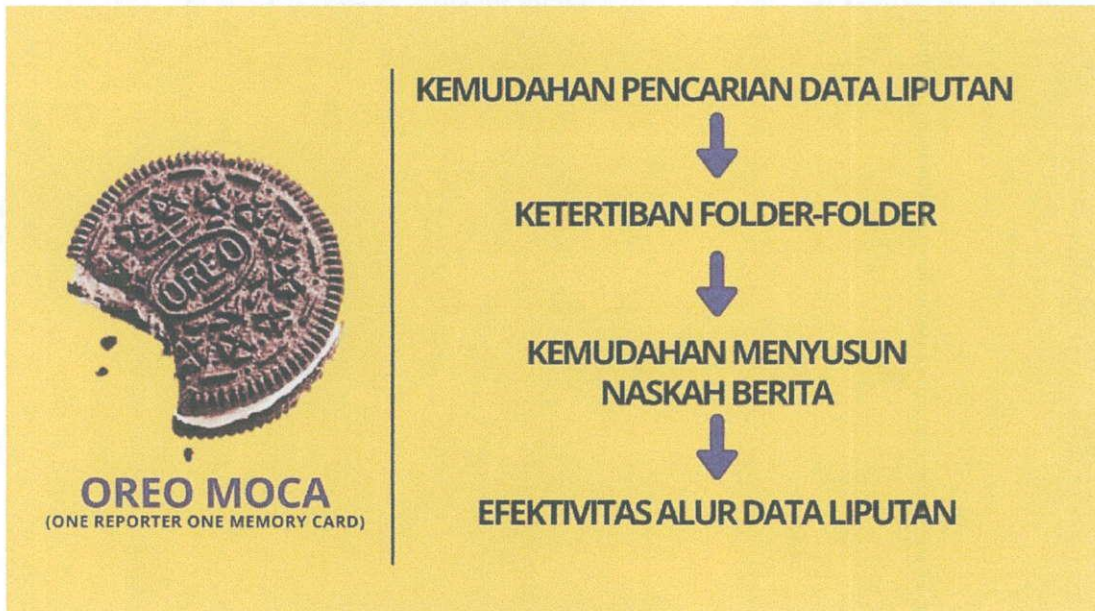 OREO
OREO MOCA
(ONE REPORTER ONE MEMORY CARD)
KEMUDAHAN PENCARIAN DATA LIPUTAN
KETERTIBAN FOLDER-FOLDER
KEMUDAHAN MENYUSUN
NASKAH BERITA
EFEKTIVITAS ALUR DATA LIPUTAN